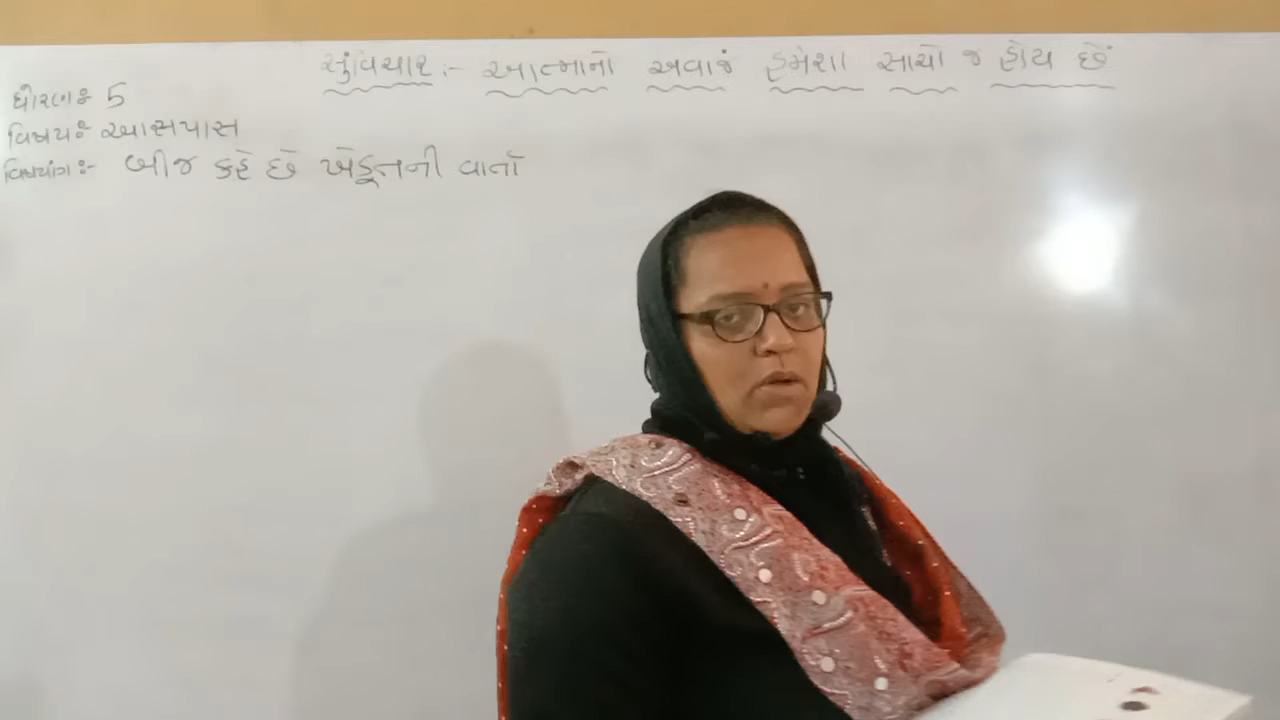 સુવિચાર :- આત્માનો અવાજ હંમેશા સાચો જ હોય છે
ધોરણઃ 5
વિષયઃ આસપાસ
વિષયાંગ :- બીજ કહે છે ખેડૂતની વાર્તા